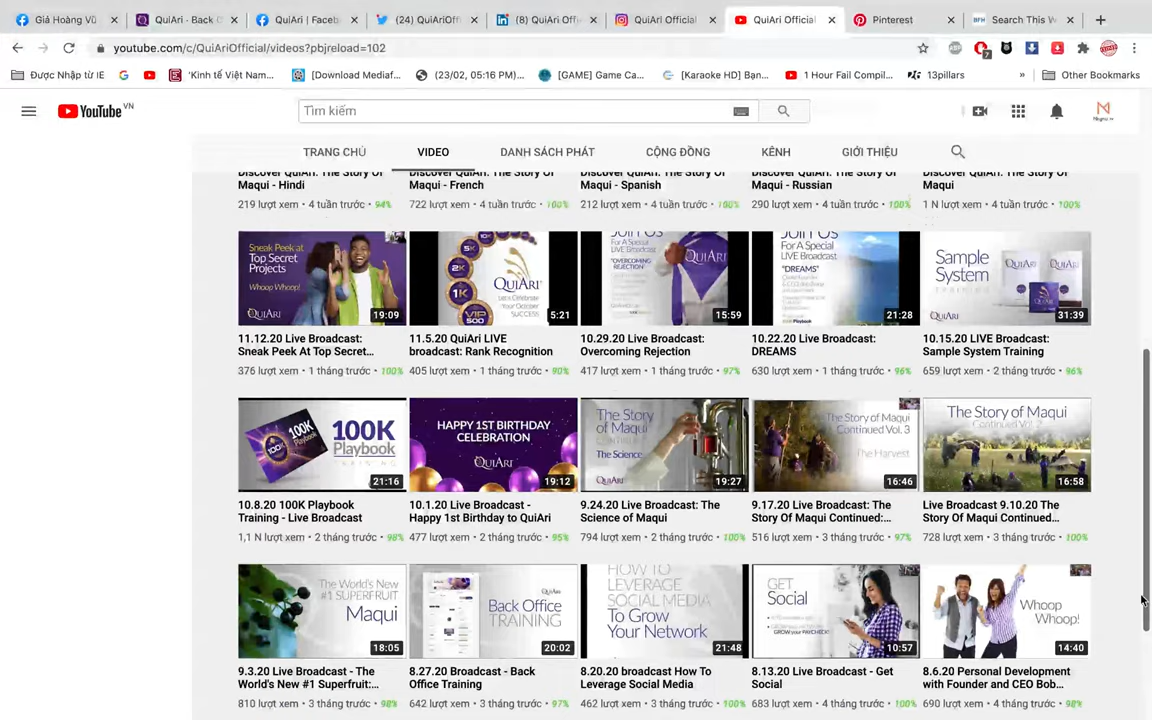 Giả Hoàng Vũ
QuiAri - Back O
QuiAri | Faceb
(24) QuiAriOffi
(8) QuiAri Offi
QuiAri Official
QuiAri Official
Pinterest
Search This W
youtube.com/c/QuiAriOfficial/videos?pbjreload=102
Được Nhập từ IE
'Kinh tế Việt Nam...
[Download Mediaf...
(23/02, 05:16 PM)...
[GAME] Game Ca...
[Karaoke HD] Bạn...
1 Hour Fail Compil...
13pillars
»
Other Bookmarks
YouTube VN
Tìm kiếm
TRANG CHỦ
VIDEO
DANH SÁCH PHÁT
CỘNG ĐỒNG
KÊNH
GIỚI THIỆU
Discover QuiAri: The Story Of
Maqui - Hindi
219 lượt xem • 4 tuần trước • 94%
Discover QuiAri: The Story Of
Maqui - French
722 lượt xem • 4 tuần trước • 100%
Discover QuiAri: The Story Of
Maqui - Spanish
212 lượt xem • 4 tuần trước • 100%
Discover QuiAri: The Story Of
Maqui - Russian
290 lượt xem • 4 tuần trước • 100%
Discover QuiAri: The Story Of
Maqui
1 N lượt xem • 4 tuần trước • 100%
Sneak Peek at
Top Secret
Projects
Whoop Whoop!
QuiAri
19:09
11.12.20 Live Broadcast:
Sneak Peek At Top Secret...
376 lượt xem • 1 tháng trước • 100%
10K
5K
2K
1K
VIP
500
QUIARI
Let's Celebrate
Your October
SUCCESS
5:21
11.5.20 QuiAri LIVE
broadcast: Rank Recognition
405 lượt xem • 1 tháng trước • 90%
JOIN US
For A Special
LIVE Broadcast
"OVERCOMING
REJECTION"
QUIARI
15:59
10.29.20 Live Broadcast:
Overcoming Rejection
417 lượt xem • 1 tháng trước • 97%
JOIN US
For A Special
LIVE Broadcast
"DREAMS"
21:28
10.22.20 Live Broadcast:
DREAMS
630 lượt xem • 1 tháng trước • 96%
Sample
System
TRAINING
QUIARI
QUIARI
QuiAri
31:39
10.15.20 LIVE Broadcast:
Sample System Training
659 lượt xem • 2 tháng trước • 96%
100K
100K
Playbook
TRAINING
21:16
10.8.20 100K Playbook
Training - Live Broadcast
1,1 N lượt xem • 2 tháng trước • 98%
HAPPY 1ST BIRTHDAY
CELEBRATION
QUIARI
19:12
10.1.20 Live Broadcast -
Happy 1st Birthday to QuiAri
477 lượt xem • 2 tháng trước • 95%
The Story
of Maqui
CONTINUED
The Science
QuiAri
19:27
9.24.20 Live Broadcast: The
Science of Maqui
794 lượt xem • 2 tháng trước • 100%
The Story of Maqui
Continued Vol. 3
The Harvest
16:46
9.17.20 Live Broadcast: The
Story Of Maqui Continued:...
516 lượt xem • 3 tháng trước • 97%
The Story of Maqui
Continued Vol. 2
16:58
Live Broadcast 9.10.20 The
Story Of Maqui Continued...
728 lượt xem • 3 tháng trước • 100%
The World's New
#1 SUPERFRUIT
Maqui
18:05
9.3.20 Live Broadcast - The
World's New #1 Superfruit:...
810 lượt xem • 3 tháng trước • 98%
QuiAri
Back Office
TRAINING
20:02
8.27.20 Broadcast - Back
Office Training
642 lượt xem • 3 tháng trước • 97%
HOW TO
LEVERAGE
SOCIAL MEDIA
To Grow
Your Network
21:48
8.20.20 broadcast How To
Leverage Social Media
462 lượt xem • 3 tháng trước • 100%
GET
Social
GROW your PAYCHECK!
10:57
8.13.20 Live Broadcast - Get
Social
683 lượt xem • 4 tháng trước • 100%
Whoop
Whoop!
14:40
8.6.20 Personal Development
with Founder and CEO Bob...
690 lượt xem • 4 tháng trước • 98%